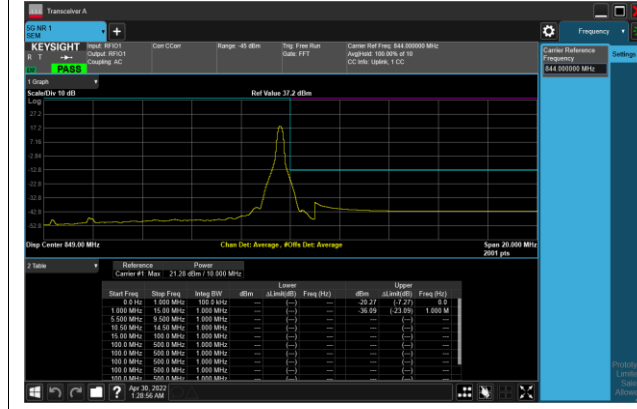 Transceiver A
5G NR 1
SEM
+
Frequency
KEYSIGHT
R T
PASS
Input: RFIO1
Output: RFIO1
Coupling: AC
Corr CCorr
Range: -45 dBm
Trig: Free Run
Gate: FFT
Carrier Ref Freq: 844.000000 MHz
Avg|Hold: 100.00% of 10
CC Info: Uplink, 1 CC
Carrier Reference
Frequency
844.000000 MHz
Settings
1 Graph
Scale/Div 10 dB
Ref Value 37.2 dBm
Log
27.2
17.2
7.16
-2.84
-12.8
-22.8
-32.8
-42.8
-52.8
Disp Center 849.00 MHz
Chan Det: Average , #Offs Det: Average
Span 20.000 MHz
2001 pts
2 Table
Reference Power
Carrier #1 Max 21.28 dBm / 10.000 MHz
Lower Upper
Start Freq Stop Freq Integ BW dBm ΔLimit(dB) Freq (Hz) dBm ΔLimit(dB) Freq (Hz)
0.0 Hz 1.000 MHz 100.0 kHz --- (---) --- -20.27 (-7.27) 0.0
1.000 MHz 15.00 MHz 1.000 MHz --- (---) --- -36.09 (-23.09) 1.000 M
5.500 MHz 9.500 MHz 1.000 MHz --- (---) --- --- (---) ---
10.50 MHz 14.50 MHz 1.000 MHz --- (---) --- --- (---) ---
15.00 MHz 100.0 MHz 1.000 MHz --- (---) --- --- (---) ---
100.0 MHz 500.0 MHz 1.000 MHz --- (---) --- --- (---) ---
100.0 MHz 500.0 MHz 1.000 MHz --- (---) --- --- (---) ---
100.0 MHz 500.0 MHz 1.000 MHz --- (---) --- --- (---) ---
100.0 MHz 500.0 MHz 1.000 MHz --- (---) --- --- (---) ---
100.0 MHz 500.0 MHz 1.000 MHz --- (---) --- --- (---) ---
?
Apr 30, 2022
1:28:56 AM